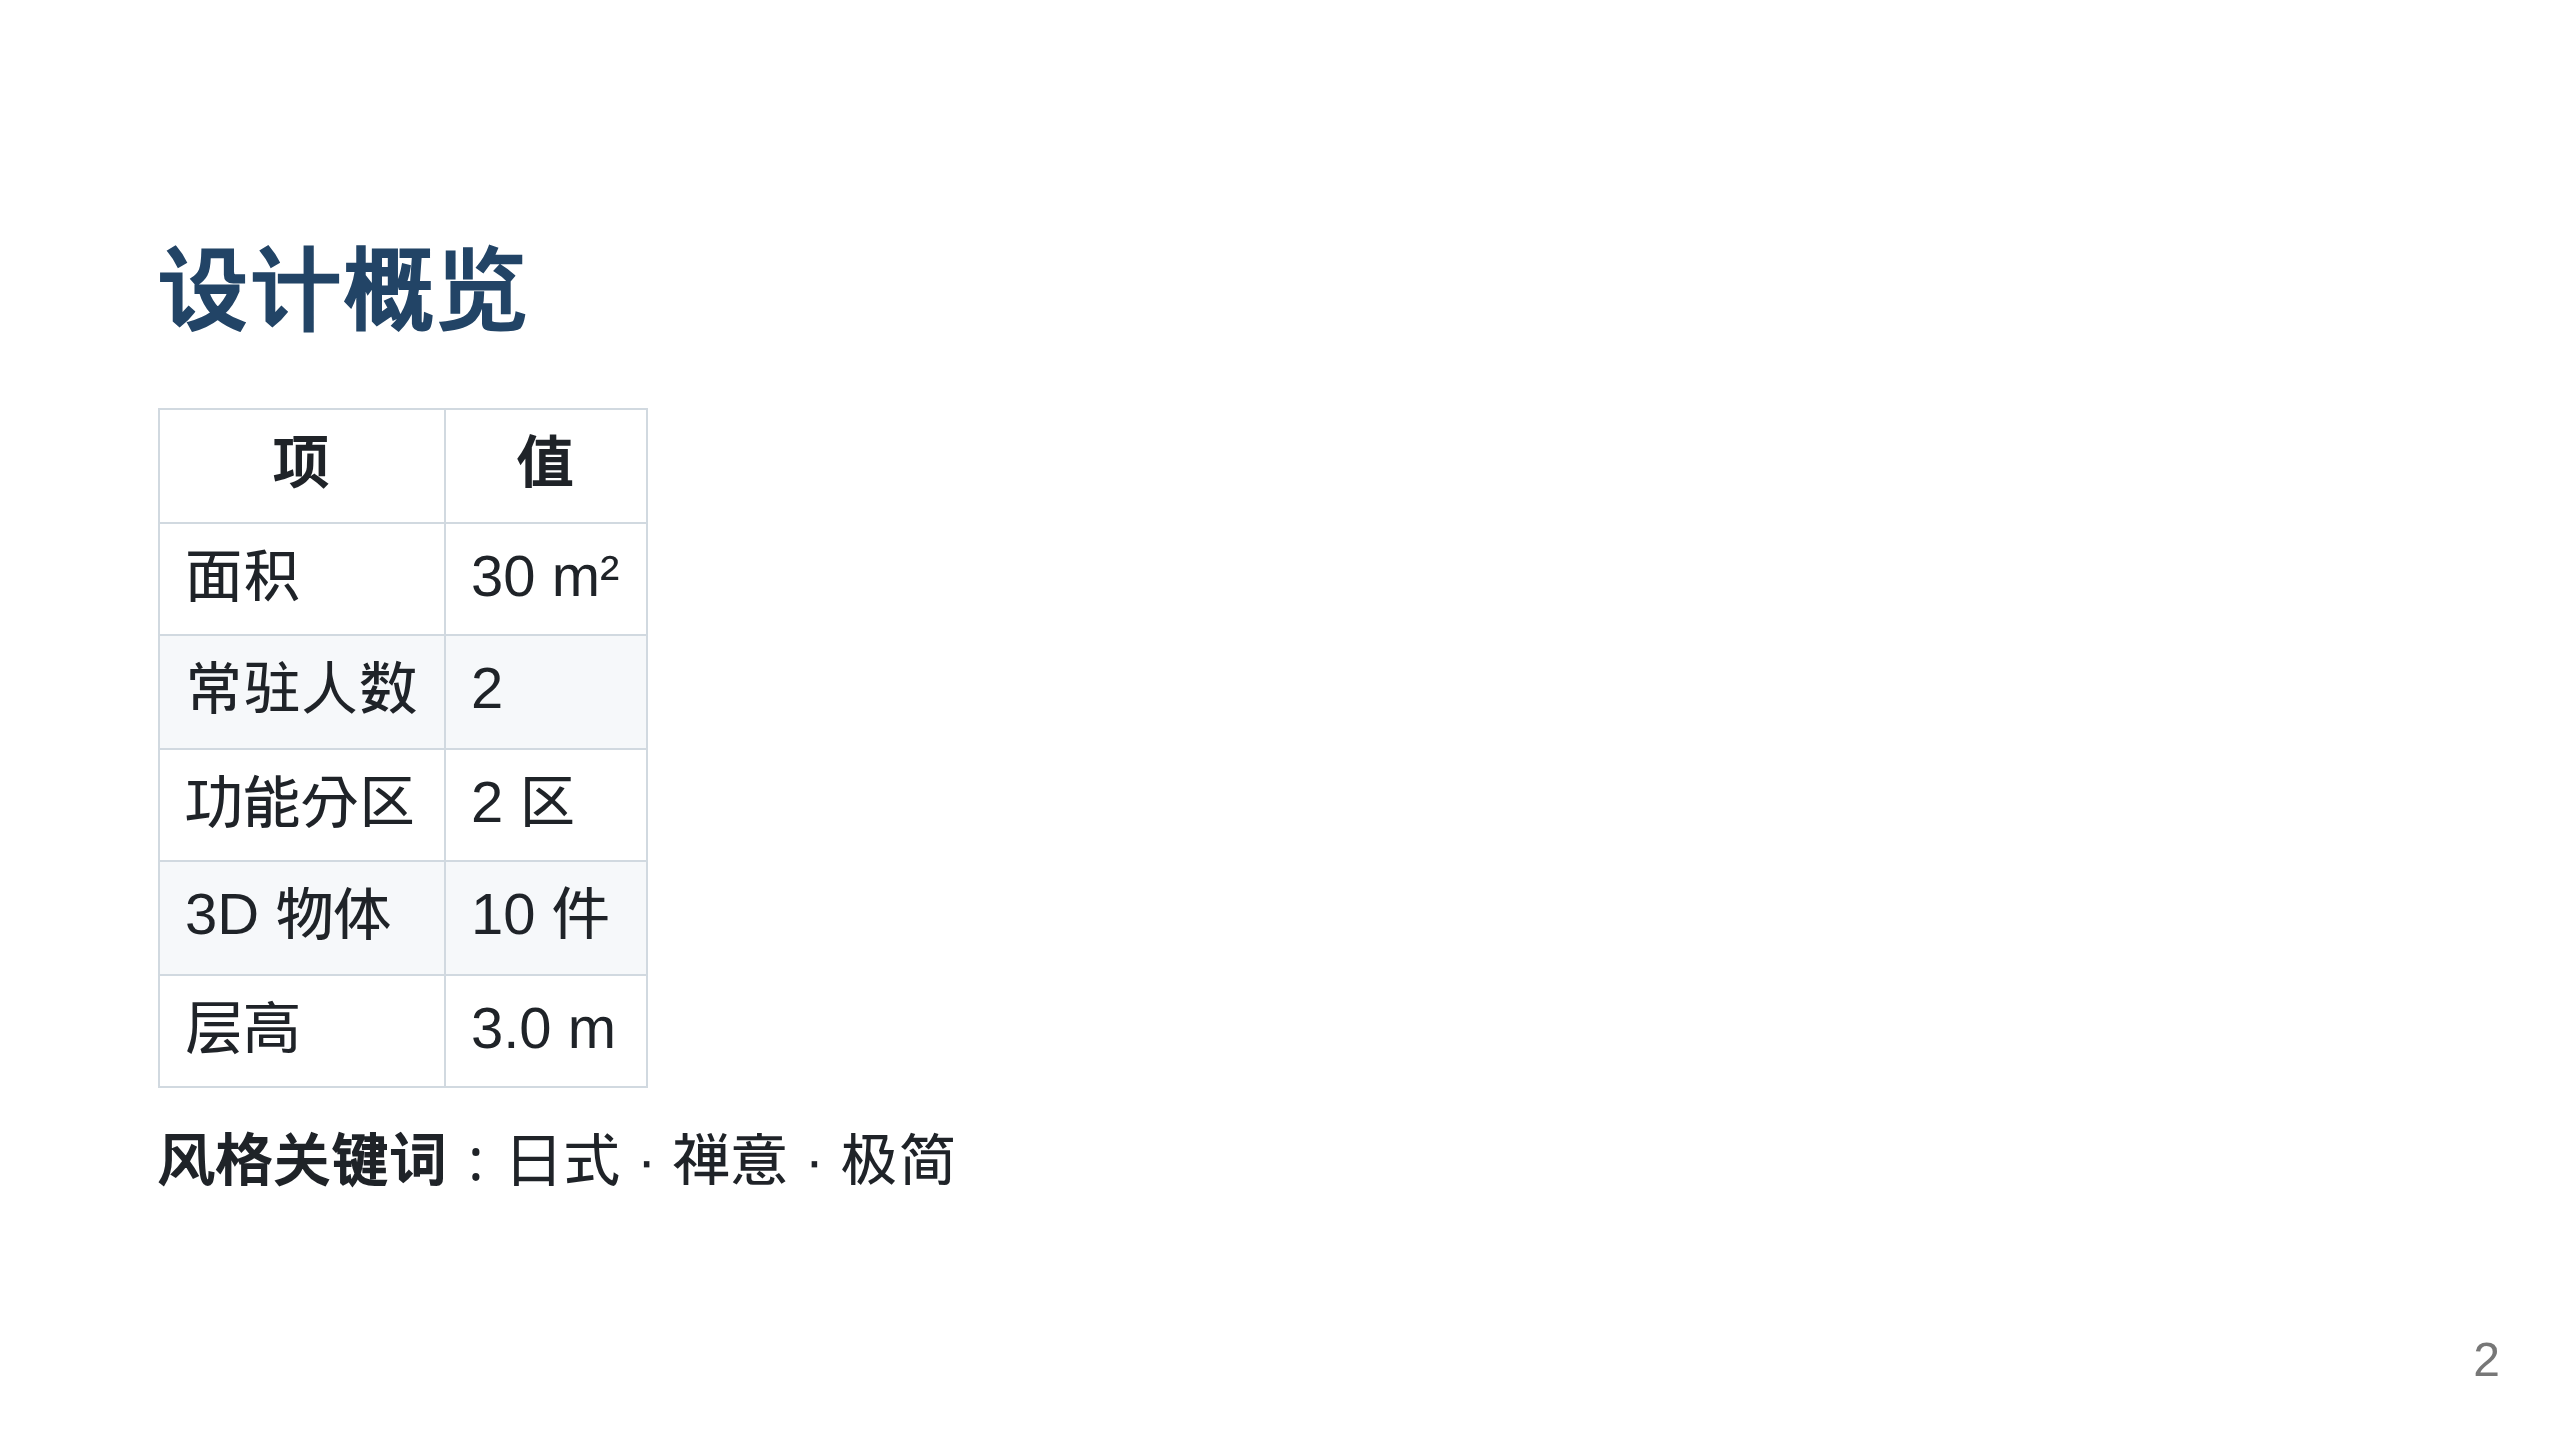 设计概览
项 值
面积 30 m²
常驻人数 2
功能分区 2 区
3D 物体 10 件
层高 3.0 m
风格关键词：日式 · 禅意 · 极简
2